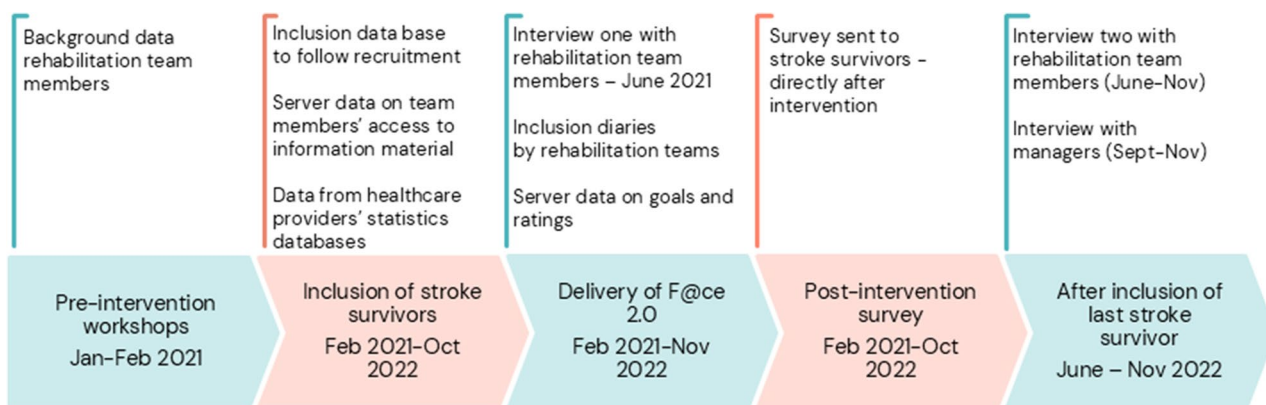 Background data
rehabilitation team
members
Inclusion data base
to follow recruitment
Server data on team
members' access to
information material
Data from healthcare
providers' statistics
databases
Interview one with
rehabilitation team
members – June 2021
Inclusion diaries
by rehabilitation teams
Server data on goals and
ratings
Survey sent to
stroke survivors –
directly after
intervention
Interview two with
rehabilitation team
members (June-Nov)
Interview with
managers (Sept-Nov)
Pre-intervention
workshops
Jan-Feb 2021
Inclusion of stroke
survivors
Feb 2021-Oct
2022
Delivery of F@ce
2.0
Feb 2021-Nov
2022
Post-intervention
survey
Feb 2021-Oct
2022
After inclusion of
last stroke
survivor
June – Nov 2022